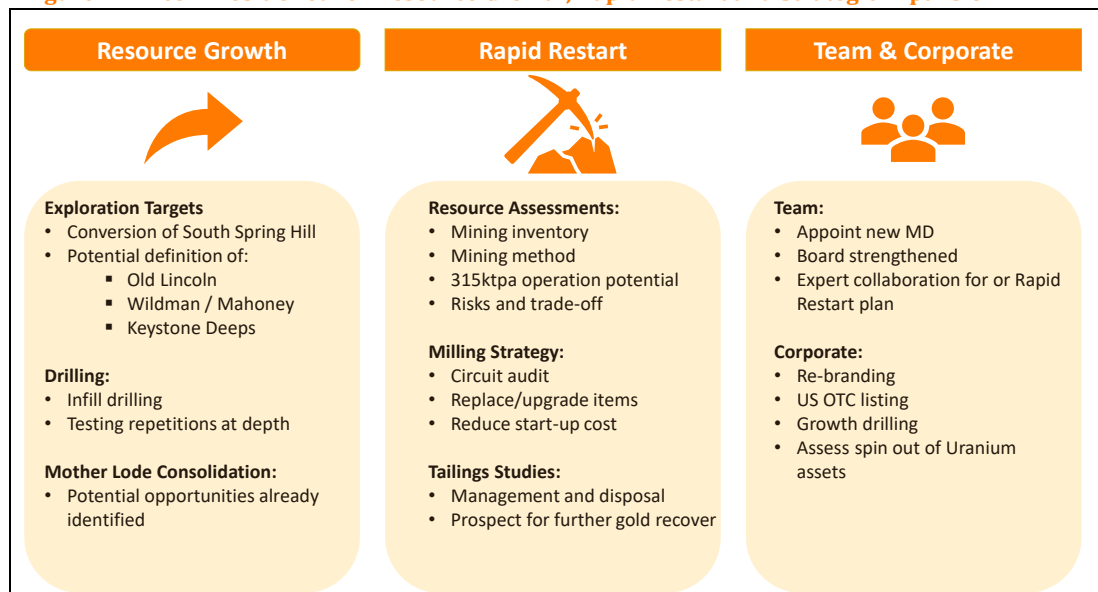 Resource Growth
Exploration Targets
• Conversion of South Spring Hill
• Potential definition of:
▪ Old Lincoln
▪ Wildman / Mahoney
▪ Keystone Deeps
Drilling:
• Infill drilling
• Testing repetitions at depth
Mother Lode Consolidation:
• Potential opportunities already
identified
Rapid Restart
Resource Assessments:
• Mining inventory
• Mining method
• 315ktpa operation potential
• Risks and trade-off
Milling Strategy:
• Circuit audit
• Replace/upgrade items
• Reduce start-up cost
Tailings Studies:
• Management and disposal
• Prospect for further gold recover
Team & Corporate
Team:
• Appoint new MD
• Board strengthened
• Expert collaboration for or Rapid
Restart plan
Corporate:
• Re-branding
• US OTC listing
• Growth drilling
• Assess spin out of Uranium
assets